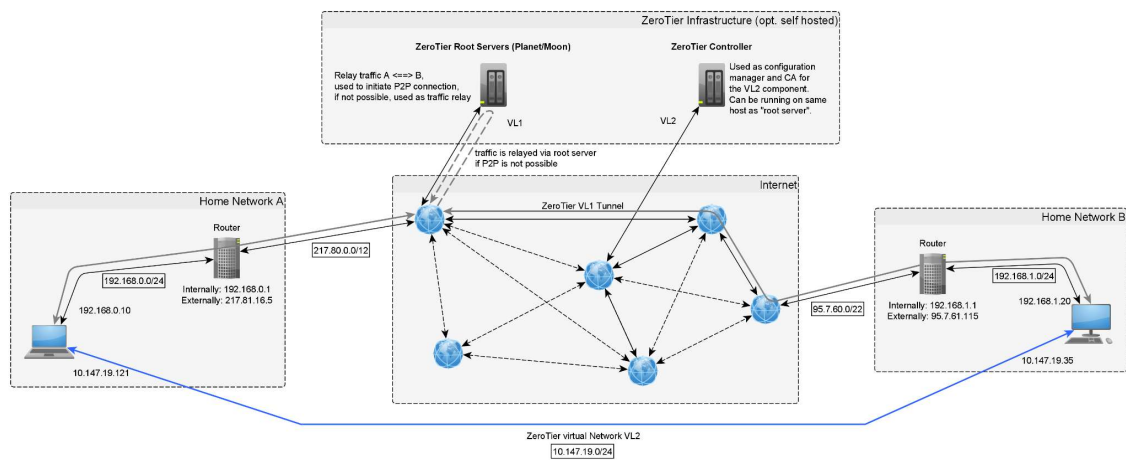 ZeroTier Infrastructure (opt. self hosted)
ZeroTier Root Servers (Planet/Moon)
Relay traffic A <==> B,
used to initiate P2P connection,
if not possible, used as traffic relay
ZeroTier Controller
Used as configuration
manager and CA for
the VL2 component.
Can be running on same
host as "root server".
VL1
VL2
traffic is relayed via root server
if P2P is not possible
Internet
ZeroTier VL1 Tunnel
Home Network A
Router
192.168.0.0/24
Internally: 192.168.0.1
Externally: 217.81.16.5
192.168.0.10
10.147.19.121
217.80.0.0/12
95.7.60.0/22
Home Network B
Router
192.168.1.0/24
Internally: 192.168.1.1
Externally: 95.7.61.115
192.168.1.20
10.147.19.35
ZeroTier virtual Network VL2
10.147.19.0/24